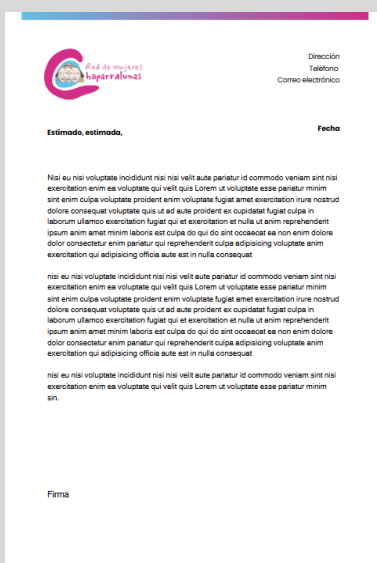 Red de mujeres
haparralunas
Dirección
Teléfono
Correo electrónico
Fecha
Estimado, estimada,
Nisi eu nisi voluptate incididunt nisi nisi velit aute pariatur id commodo veniam sint nisi
exercitation enim ea voluptate qui velit quis Lorem ut voluptate esse pariatur minim
sint enim culpa voluptate proident enim voluptate fugiat amet exercitation irure nostrud
dolore consequat voluptate quis ut ad aute proident ex cupidatat fugiat culpa in
laborum ullamco exercitation fugiat qui et exercitation et nulla ut anim reprehenderit
ipsum anim amet minim laboris est culpa do qui do sint occaecat ea non enim dolore
dolor consectetur enim pariatur qui reprehenderit culpa adipisicing voluptate anim
exercitation qui adipisicing officia aute est in nulla consequat
nisi eu nisi voluptate incididunt nisi nisi velit aute pariatur id commodo veniam sint nisi
exercitation enim ea voluptate qui velit quis Lorem ut voluptate esse pariatur minim
sint enim culpa voluptate proident enim voluptate fugiat amet exercitation irure nostrud
dolore consequat voluptate quis ut ad aute proident ex cupidatat fugiat culpa in
laborum ullamco exercitation fugiat qui et exercitation et nulla ut anim reprehenderit
ipsum anim amet minim laboris est culpa do qui do sint occaecat ea non enim dolore
dolor consectetur enim pariatur qui reprehenderit culpa adipisicing voluptate anim
exercitation qui adipisicing officia aute est in nulla consequat
nisi eu nisi voluptate incididunt nisi nisi velit aute pariatur id commodo veniam sint nisi
exercitation enim ea voluptate qui velit quis Lorem ut voluptate esse pariatur minim
sin.
Firma